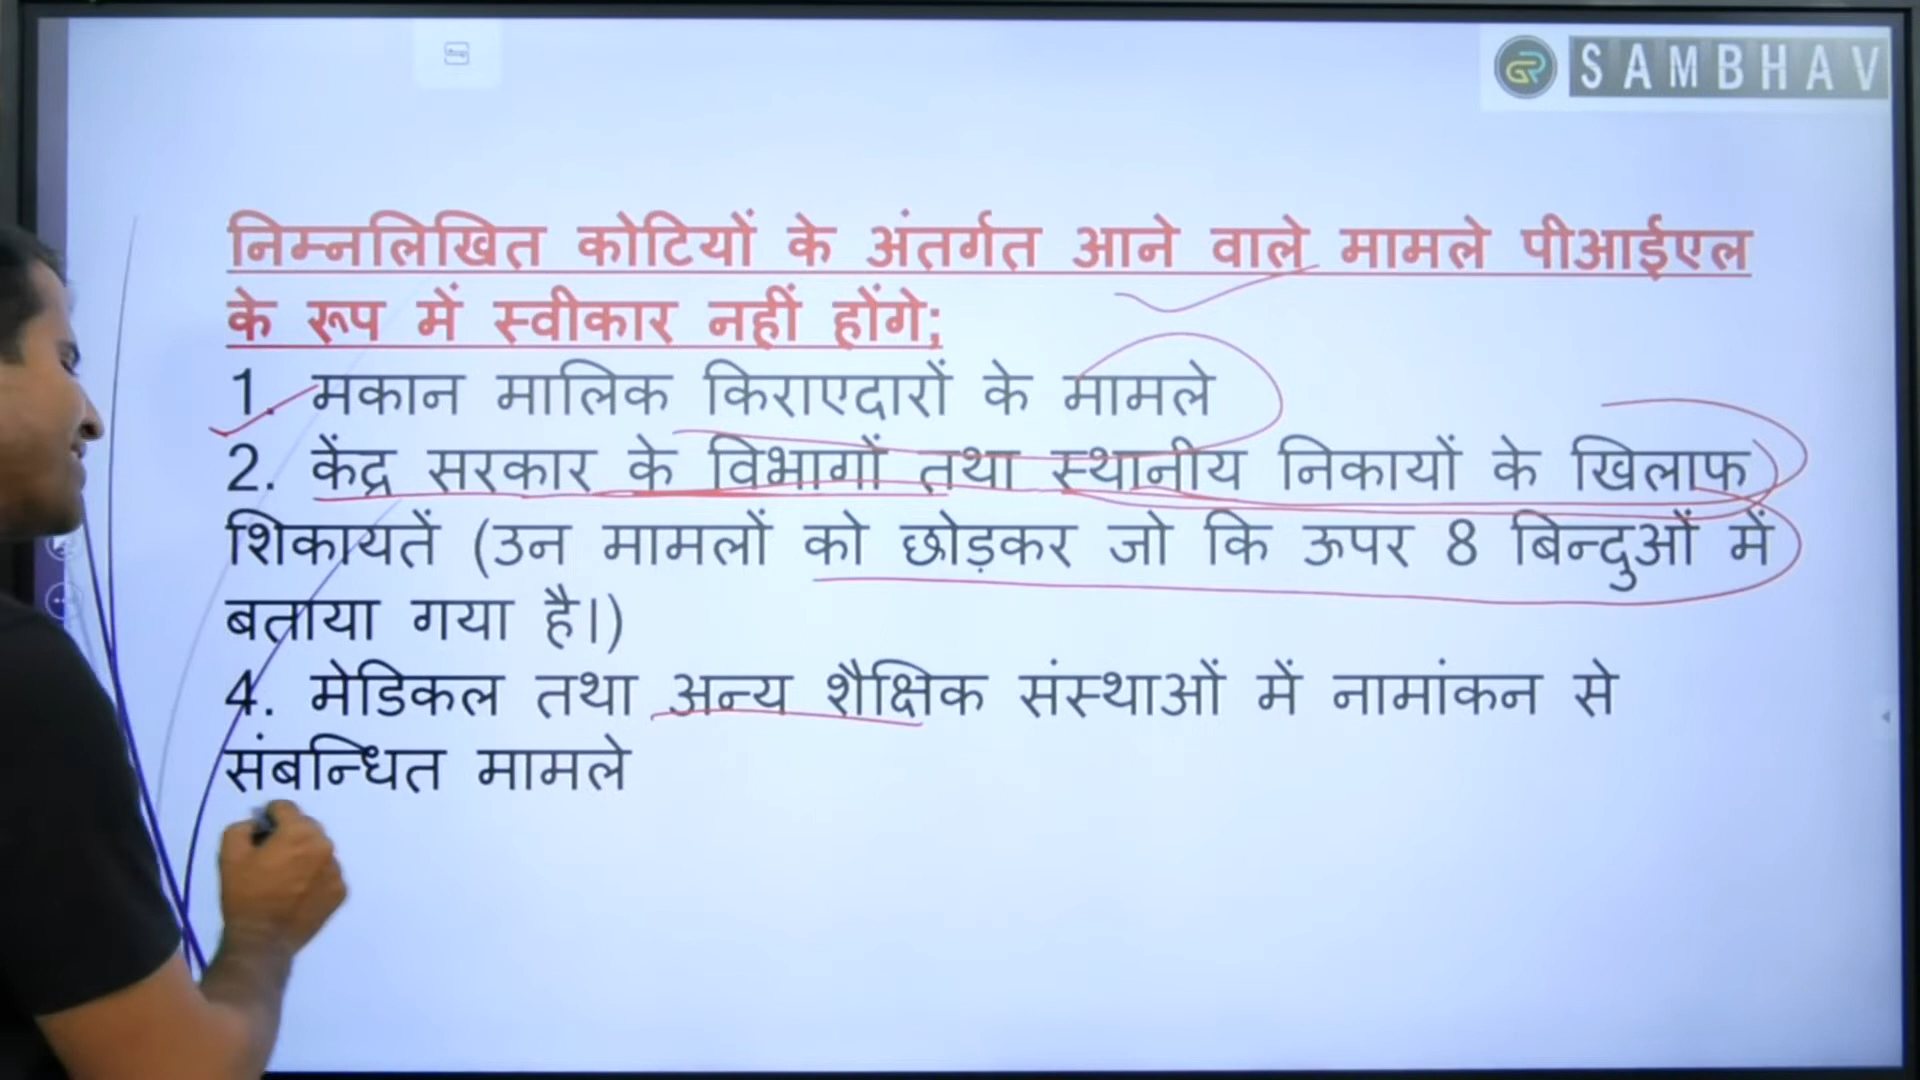 SAMBHAV
निम्नलिखित कोटियों के अंतर्गत आने वाले मामले पीआईएल
के रूप में स्वीकार नहीं होंगे;
1. मकान मालिक किराएदारों के मामले
2. केंद्र सरकार के विभागों तथा स्थानीय निकायों के खिलाफ
शिकायतें (उन मामलों को छोड़कर जो कि ऊपर 8 बिन्दुओं में
बताया गया है।)
4. मेडिकल तथा अन्य शैक्षिक संस्थाओं में नामांकन से
संबन्धित मामले